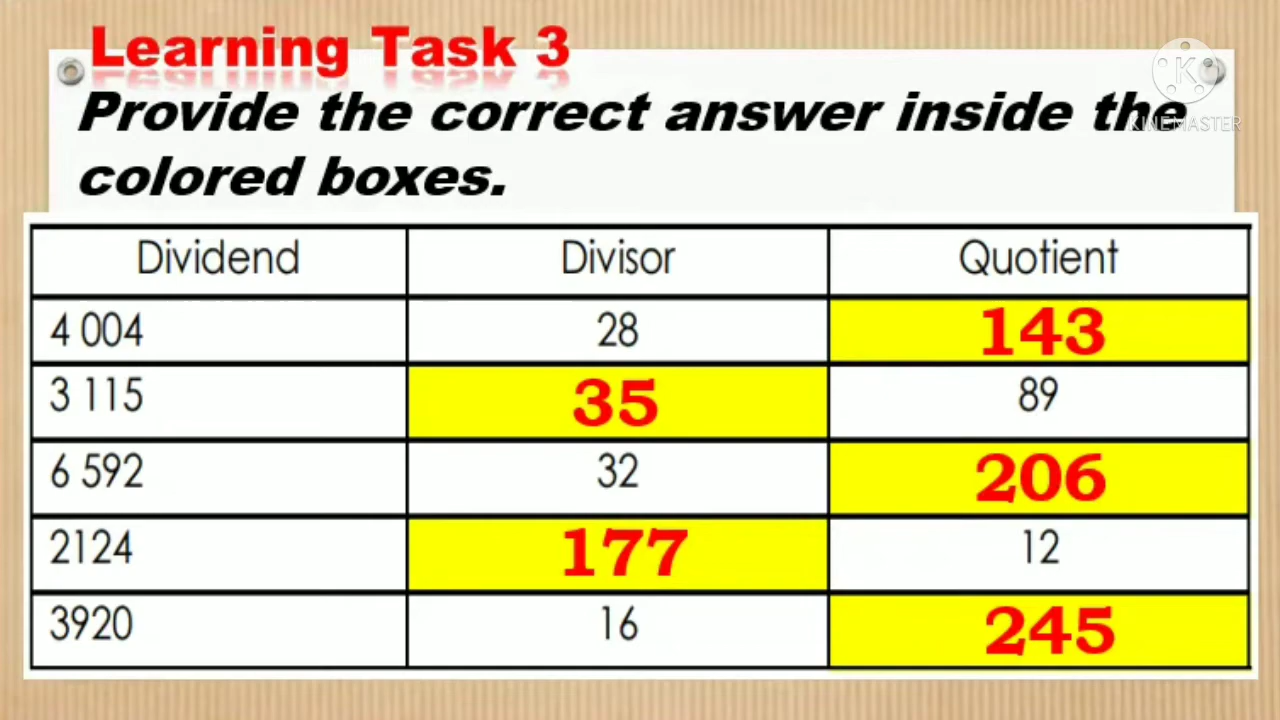 Learning Task 3
Provide the correct answer inside the
colored boxes.
K
KINEMASTER
Dividend Divisor Quotient
4 004 28 143
3 115 35 89
6 592 32 206
2124 177 12
3920 16 245